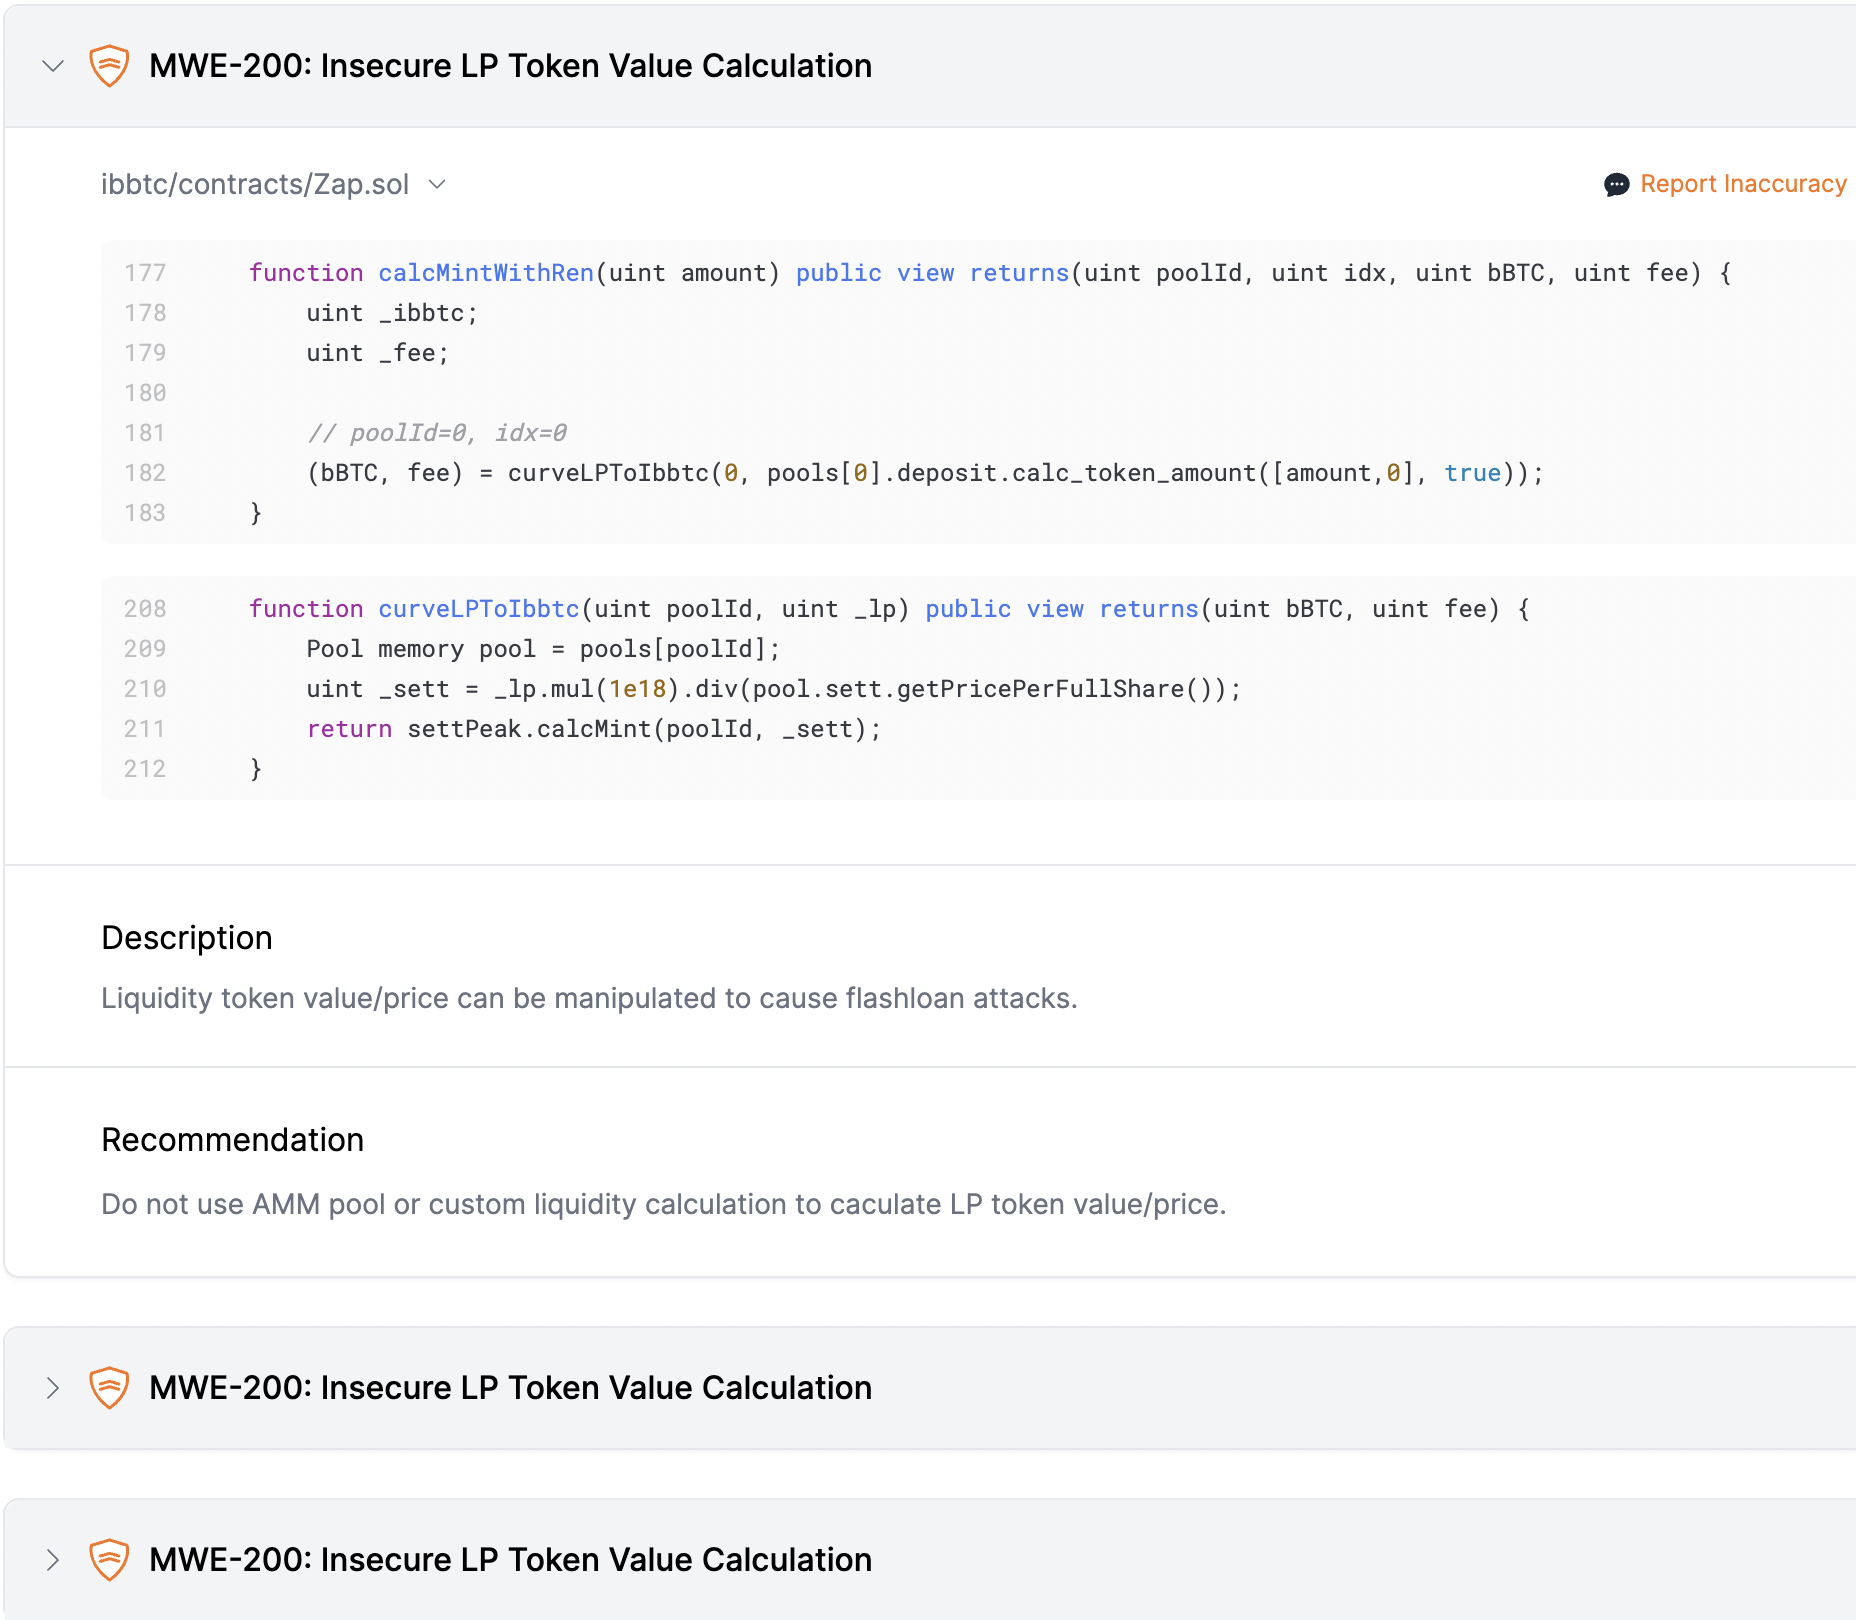 MWE-200: Insecure LP Token Value Calculation
ibbtc/contracts/Zap.sol
Report Inaccuracy
177 function calcMintWithRen(uint amount) public view returns(uint poolId, uint idx, uint bBTC, uint fee) {
178 uint _ibbtc;
179 uint _fee;
180
181 // poolId=0, idx=0
182 (bBTC, fee) = curveLPToIbbtc(0, pools[0].deposit.calc_token_amount([amount,0], true));
183 }
208 function curveLPToIbbtc(uint poolId, uint _lp) public view returns(uint bBTC, uint fee) {
209 Pool memory pool = pools[poolId];
210 uint _sett = _lp.mul(1e18).div(pool.sett.getPricePerFullShare());
211 return settPeak.calcMint(poolId, _sett);
212 }
Description
Liquidity token value/price can be manipulated to cause flashloan attacks.
Recommendation
Do not use AMM pool or custom liquidity calculation to caculate LP token value/price.
MWE-200: Insecure LP Token Value Calculation
MWE-200: Insecure LP Token Value Calculation